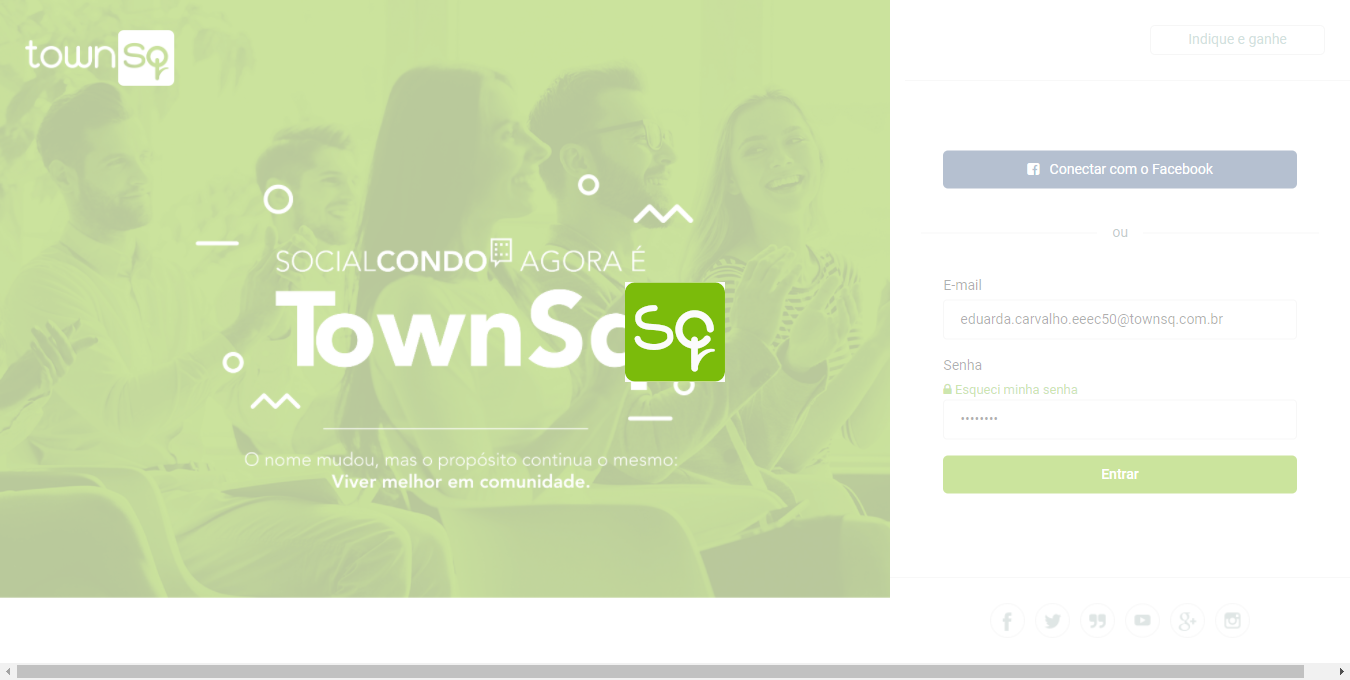 townSq
Indique e ganhe
Conectar com o Facebook
ou
SOCIALCONDO AGORA É
TownSq
Sq
E-mail
eduarda.carvalho.eeec50@townsq.com.br
Senha
Esqueci minha senha
••••••••
Entrar
O nome mudou, mas o propósito continua o mesmo:
Viver melhor em comunidade.